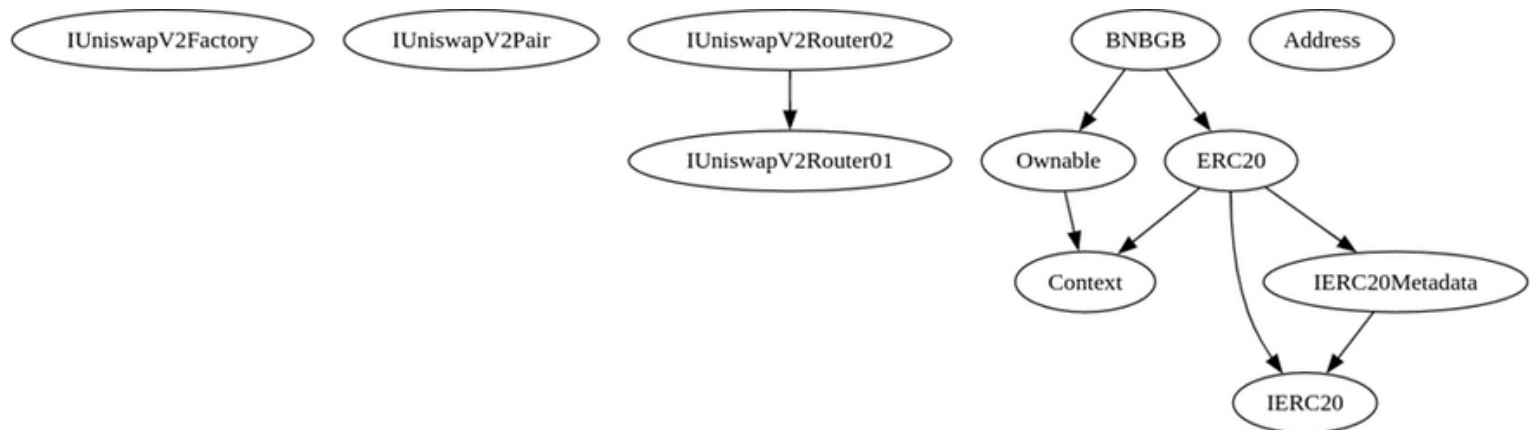 IUniswapV2Factory
IUniswapV2Pair
IUniswapV2Router02
BNBGB
Address
IUniswapV2Router01
Ownable
ERC20
Context
IERC20Metadata
IERC20